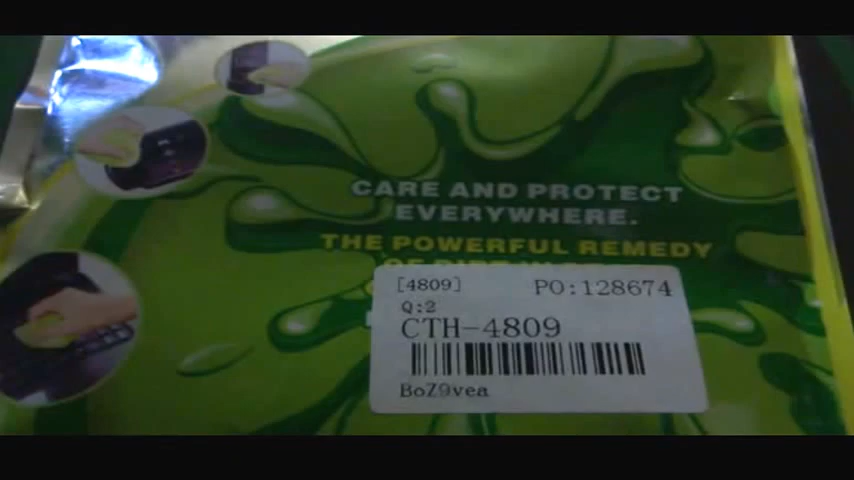 CARE AND PROTECT
EVERYWHERE.
THE POWERFUL REMEDY
[4809] PO:128674
Q:2
CTH-4809
BoZ9vea